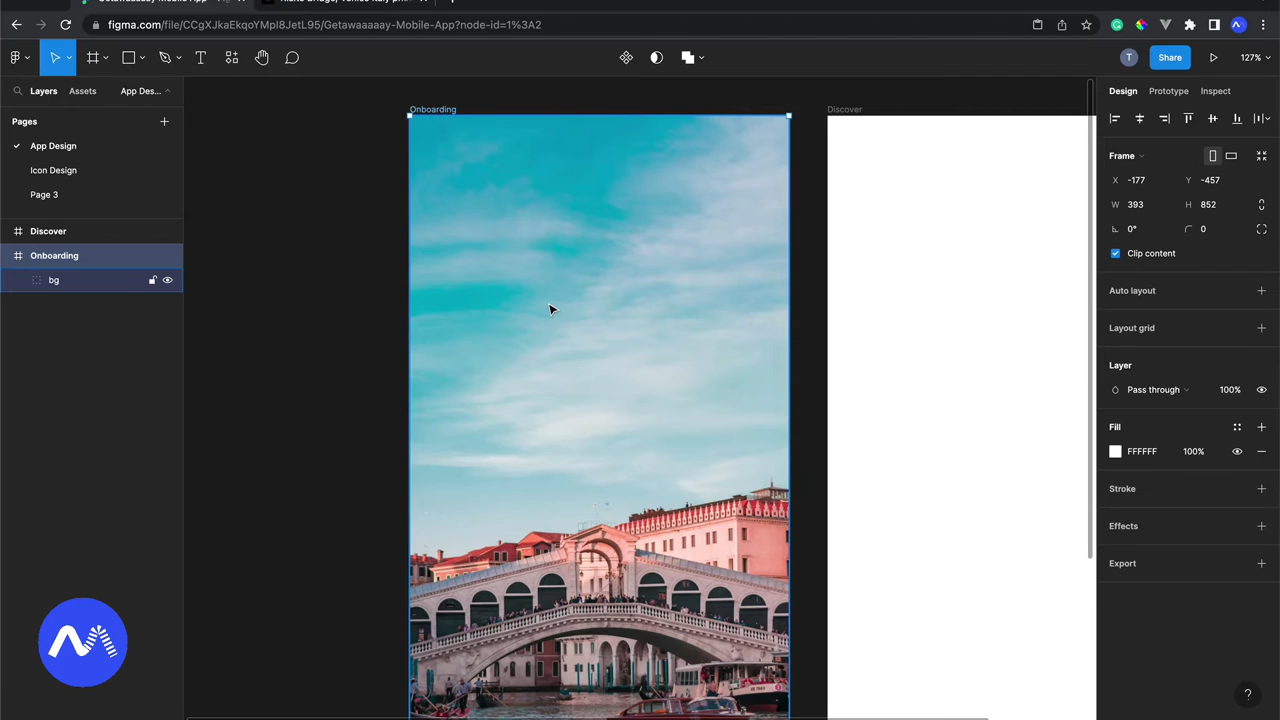 figma.com/file/CCgXJKaEkqoYMpl8JetL95/Getawaaaaay-Mobile-App?node-id=1%3A2
T
Share
127%
Layers
Assets
App Des...
Pages
App Design
Icon Design
Page 3
Discover
Onboarding
bg
Onboarding
Discover
Design
Prototype
Inspect
Frame
X -177 Y -457
W 393 H 852
0° 0
Clip content
Auto layout
Layout grid
Layer
Pass through 100%
Fill
FFFFFF 100%
Stroke
Effects
Export
?